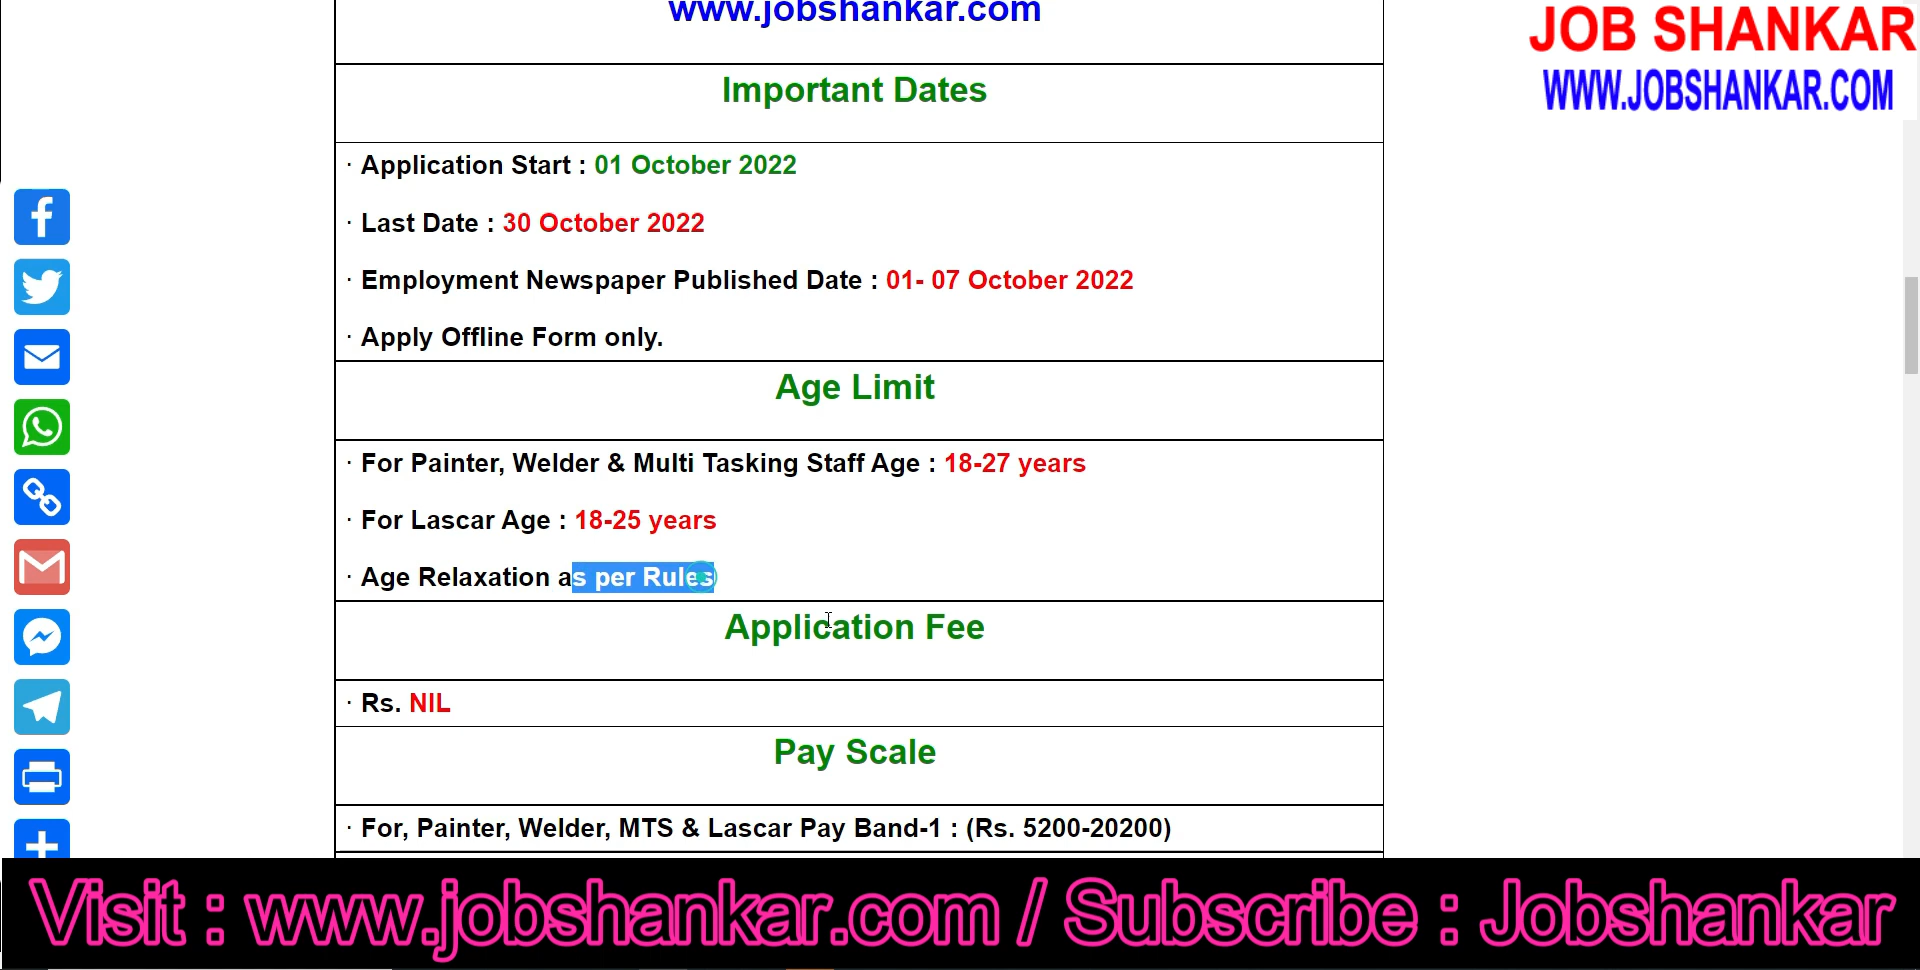 www.jobshankar.com
JOB SHANKAR
WWW.JOBSHANKAR.COM
Important Dates
· Application Start : 01 October 2022
· Last Date : 30 October 2022
· Employment Newspaper Published Date : 01- 07 October 2022
· Apply Offline Form only.
Age Limit
· For Painter, Welder & Multi Tasking Staff Age : 18-27 years
· For Lascar Age : 18-25 years
· Age Relaxation as per Rules
Application Fee
· Rs. NIL
Pay Scale
· For, Painter, Welder, MTS & Lascar Pay Band-1 : (Rs. 5200-20200)
Visit : www.jobshankar.com / Subscribe : Jobshankar